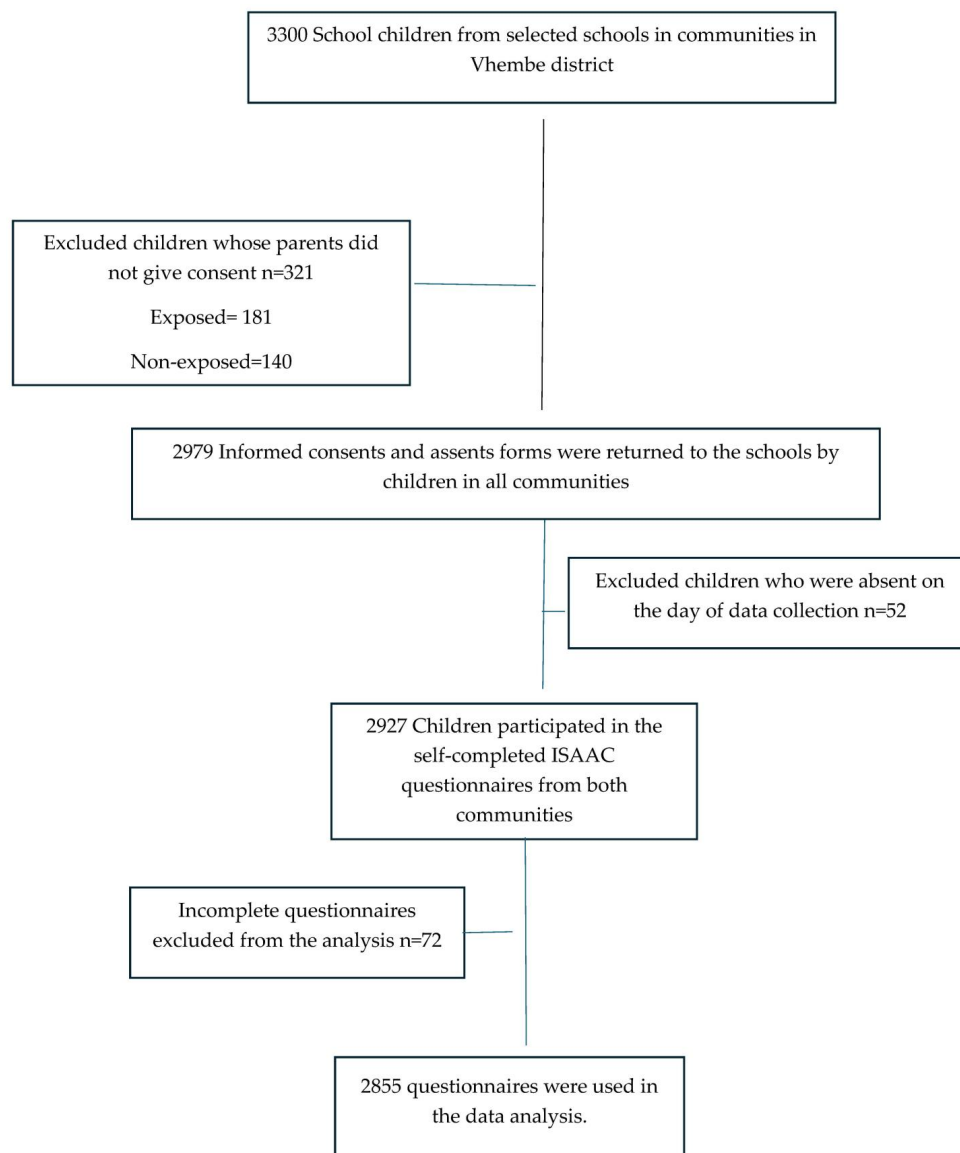 3300 School children from selected schools in communities in
Vhembe district
Excluded children whose parents did
not give consent n=321
Exposed= 181
Non-exposed=140
2979 Informed consents and assents forms were returned to the schools by
children in all communities
Excluded children who were absent on
the day of data collection n=52
2927 Children participated in the
self-completed ISAAC
questionnaires from both
communities
Incomplete questionnaires
excluded from the analysis n=72
2855 questionnaires were used in
the data analysis.